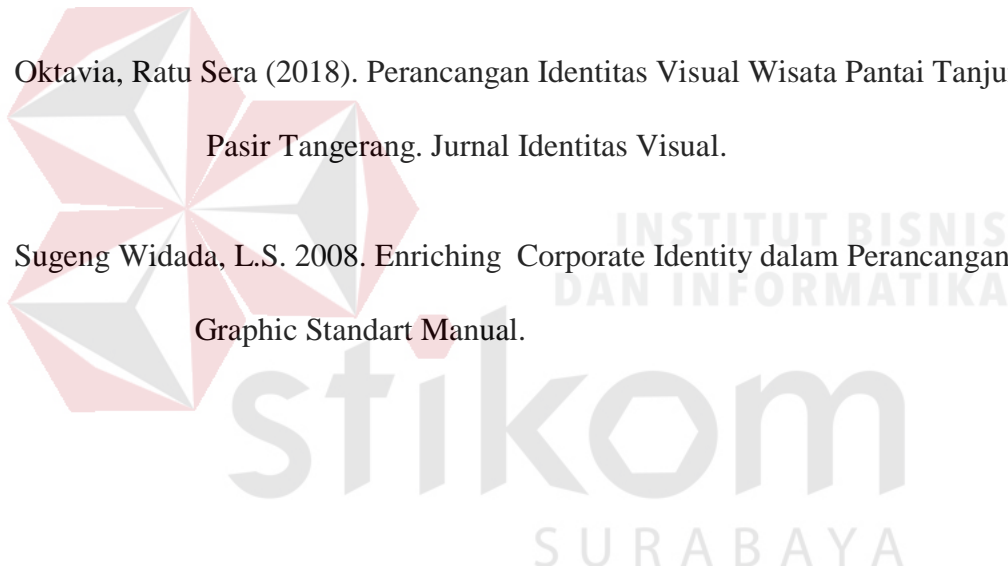 Oktavia, Ratu Sera (2018). Perancangan Identitas Visual Wisata Pantai Tanju
Pasir Tangerang. Jurnal Identitas Visual.
INSTITUT BISNIS
Sugeng Widada, L.S. 2008. Enriching Corporate Identity dalam Perancangan
DAN INFORMATIKA
Graphic Standart Manual.
stikom
SURABAYA